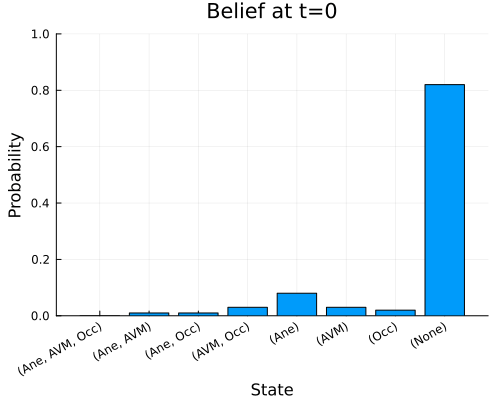 Belief at t=0
Probability
1.0
0.8
0.6
0.4
0.2
0.0
(Ane, AVM, Occ)
(Ane, AVM)
(Ane, Occ)
(AVM, Occ)
(Ane)
(AVM)
(Occ)
(None)
State